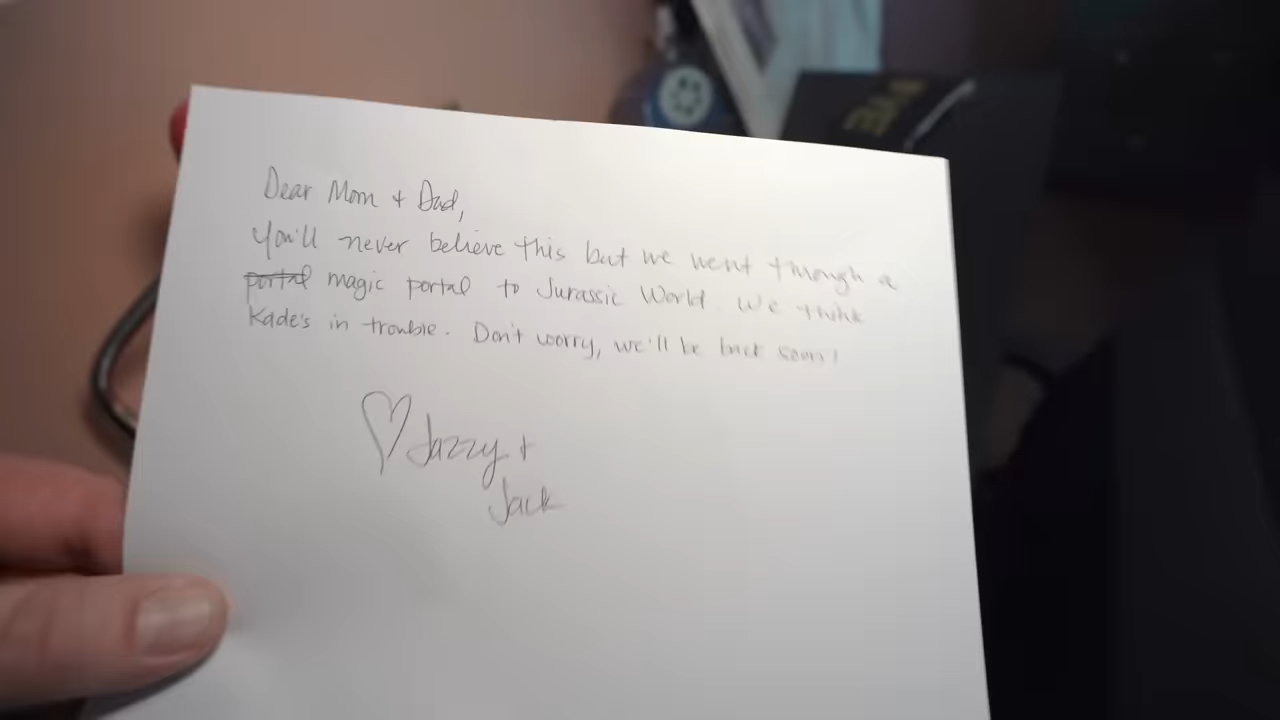 Dear Mom + Dad,
You'll never believe this but we went through a
portal magic portal to Jurassic World. We think
Kade's in trouble. Don't worry, we'll be back soon!
♡ Jazzy +
Jack